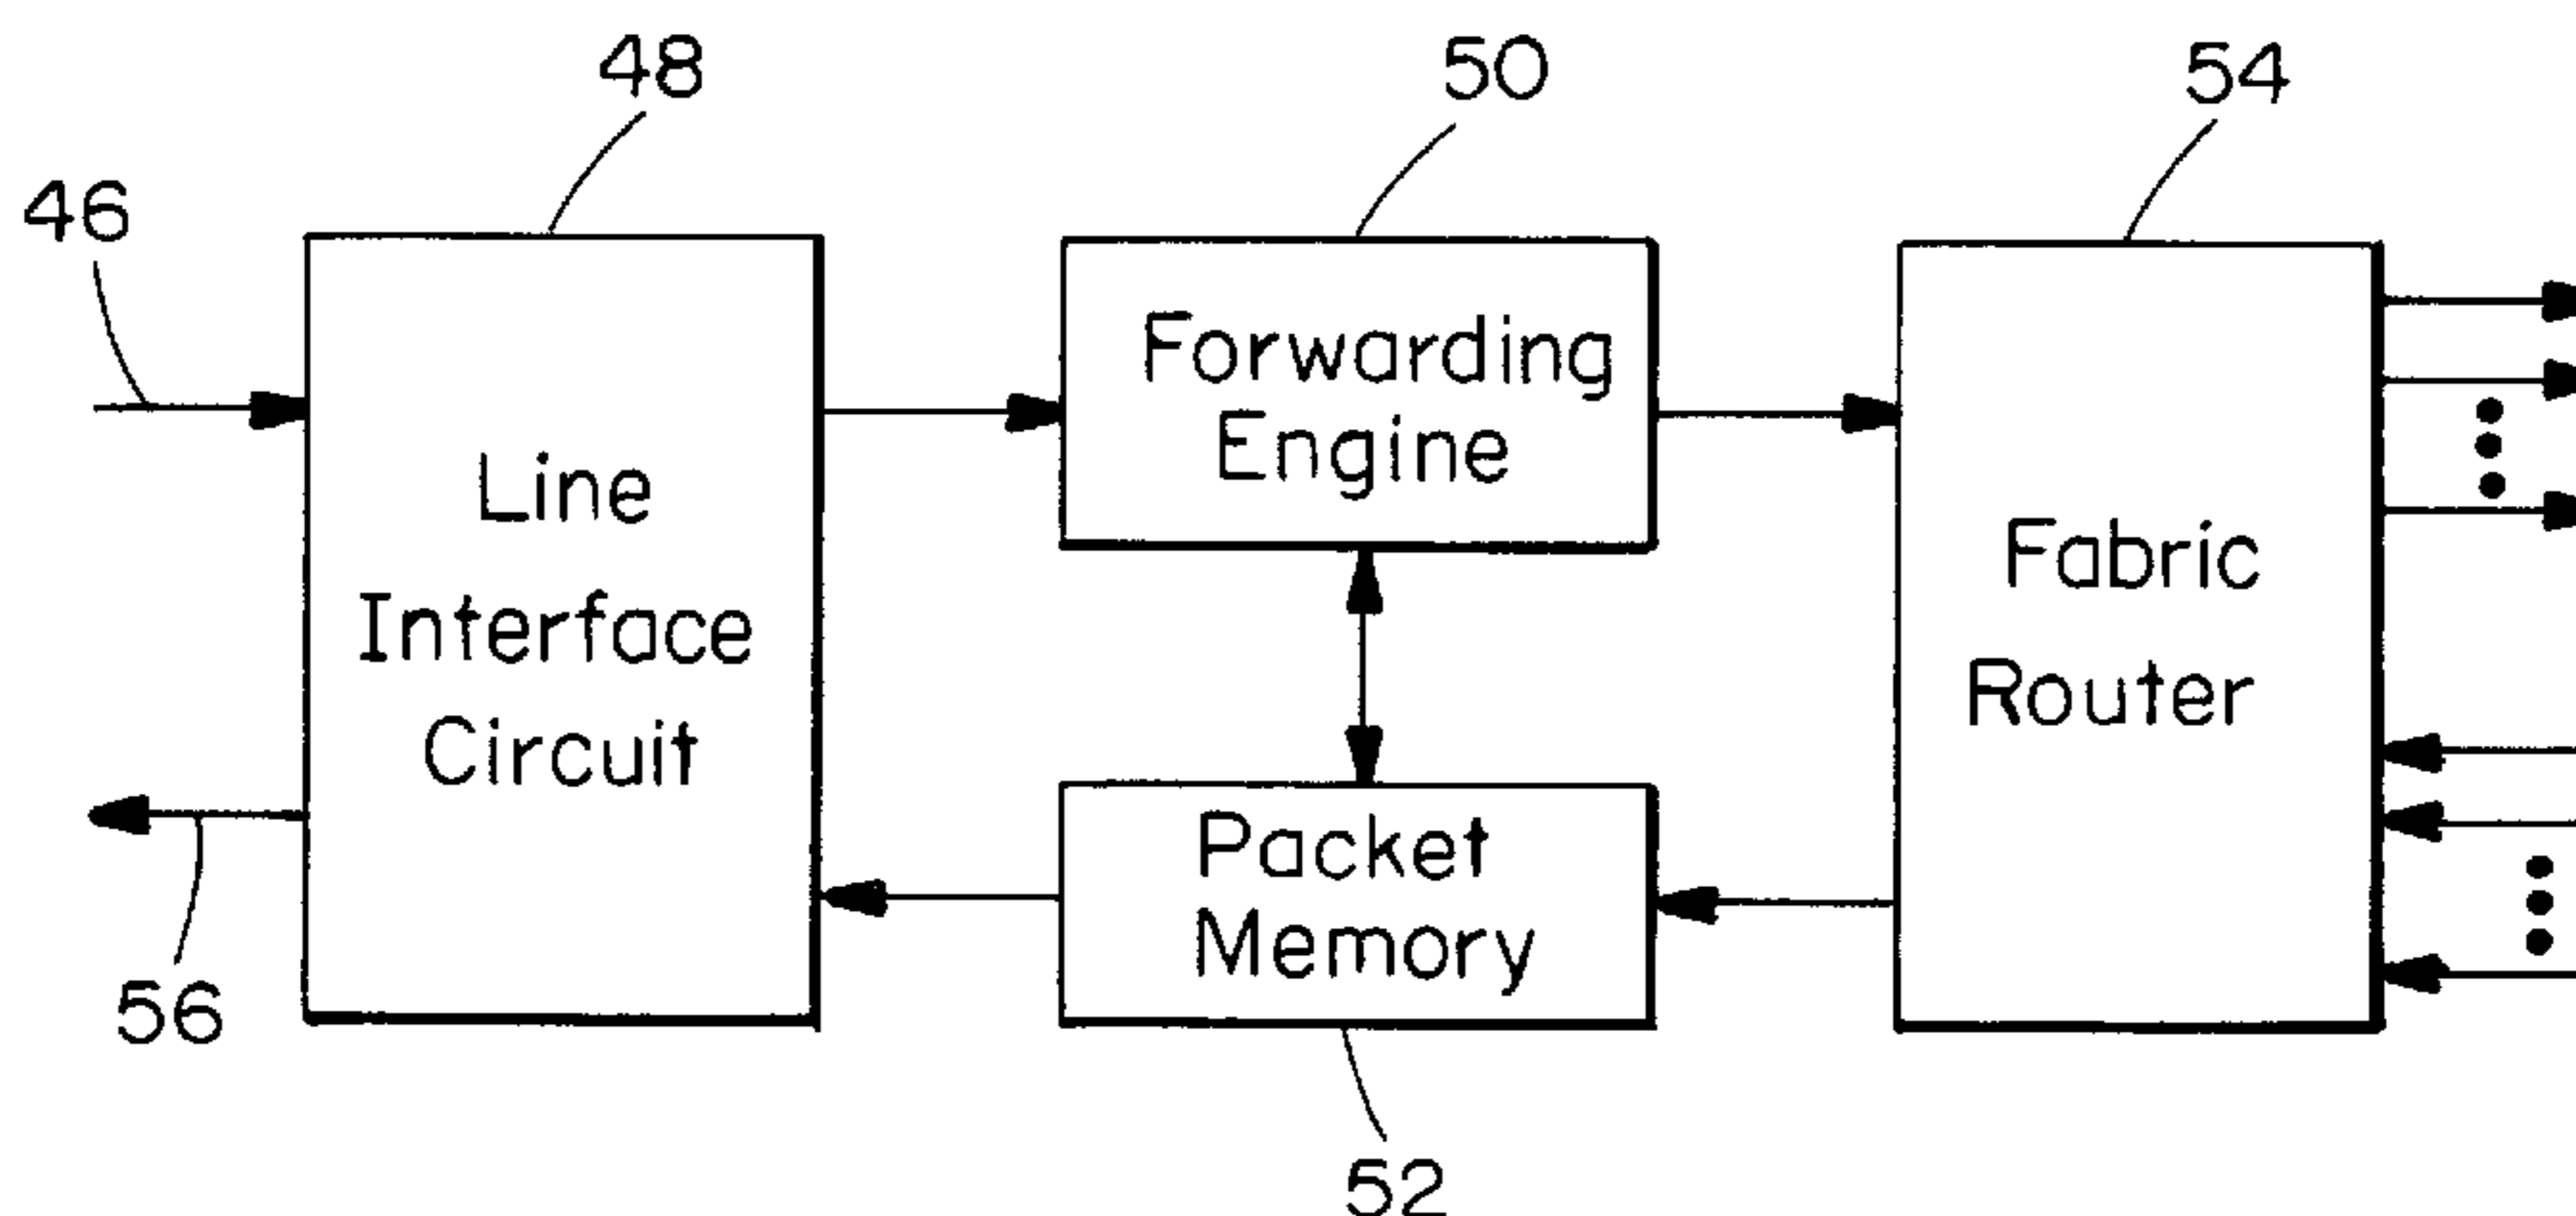 48
50
54
46
Line
Interface
Circuit
Forwarding
Engine
Fabric
Router
Packet
Memory
56
52